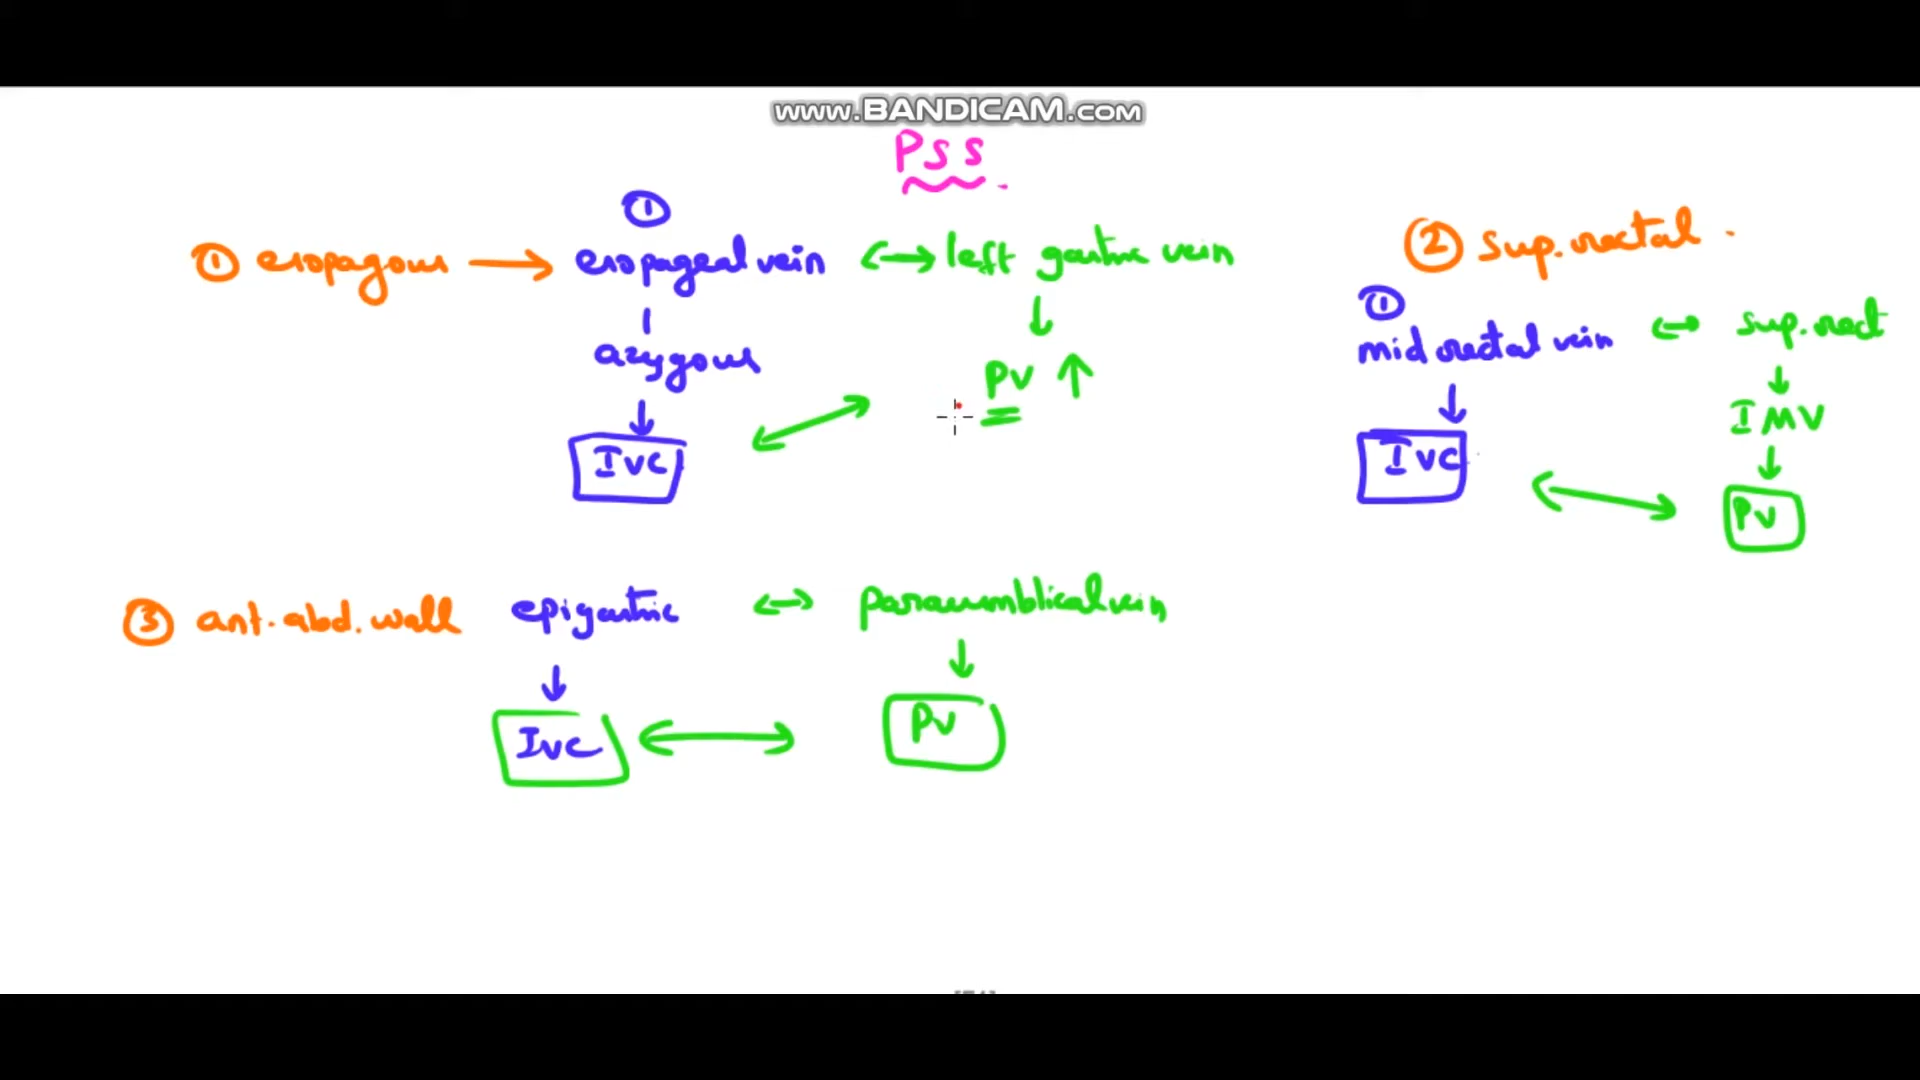 www.BANDICAM.com
PSS
①
① esopagous → esopageal vein ↔ left gastric vein
↓
azygous
PV ↑
↓
IVC ↔
② sup. rectal.
①
mid rectal vein ↔ sup. rect
↓ ↓
IMV
↓
IVC ↔ PV
③ ant. abd. wall epigastric ↔ paraumblical vein
↓ ↓
IVC ↔ PV